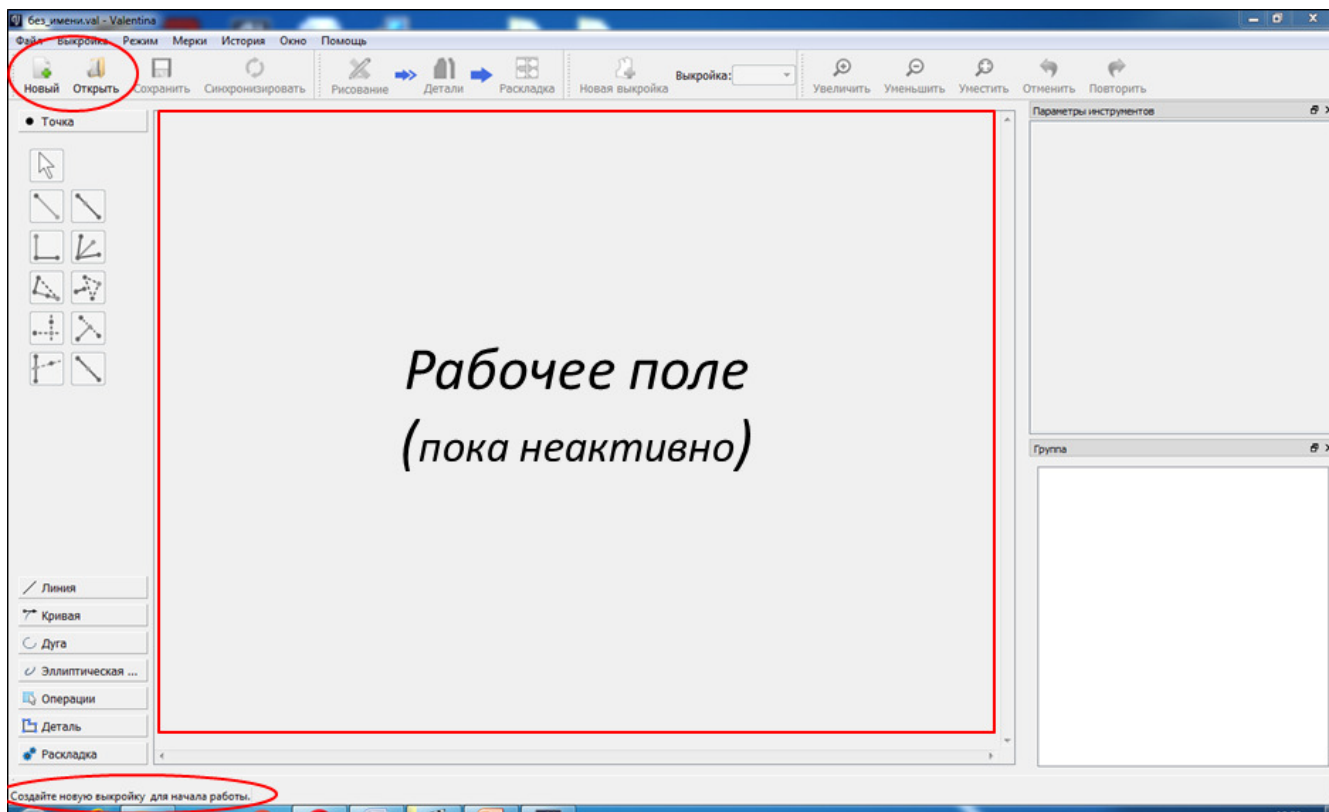 без_имени.val - Valentina
Файл Выкройка Режим Мерки История Окно Помощь
Новый Открыть Сохранить Синхронизировать Рисование Детали Раскладка Новая выкройка Выкройка: Увеличить Уменьшить Уместить Отменить Повторить
Точка
Параметры инструментов
Рабочее поле
(пока неактивно)
Группа
Линия
Кривая
Дуга
Эллиптическая ...
Операции
Деталь
Раскладка
Создайте новую выкройку для начала работы.